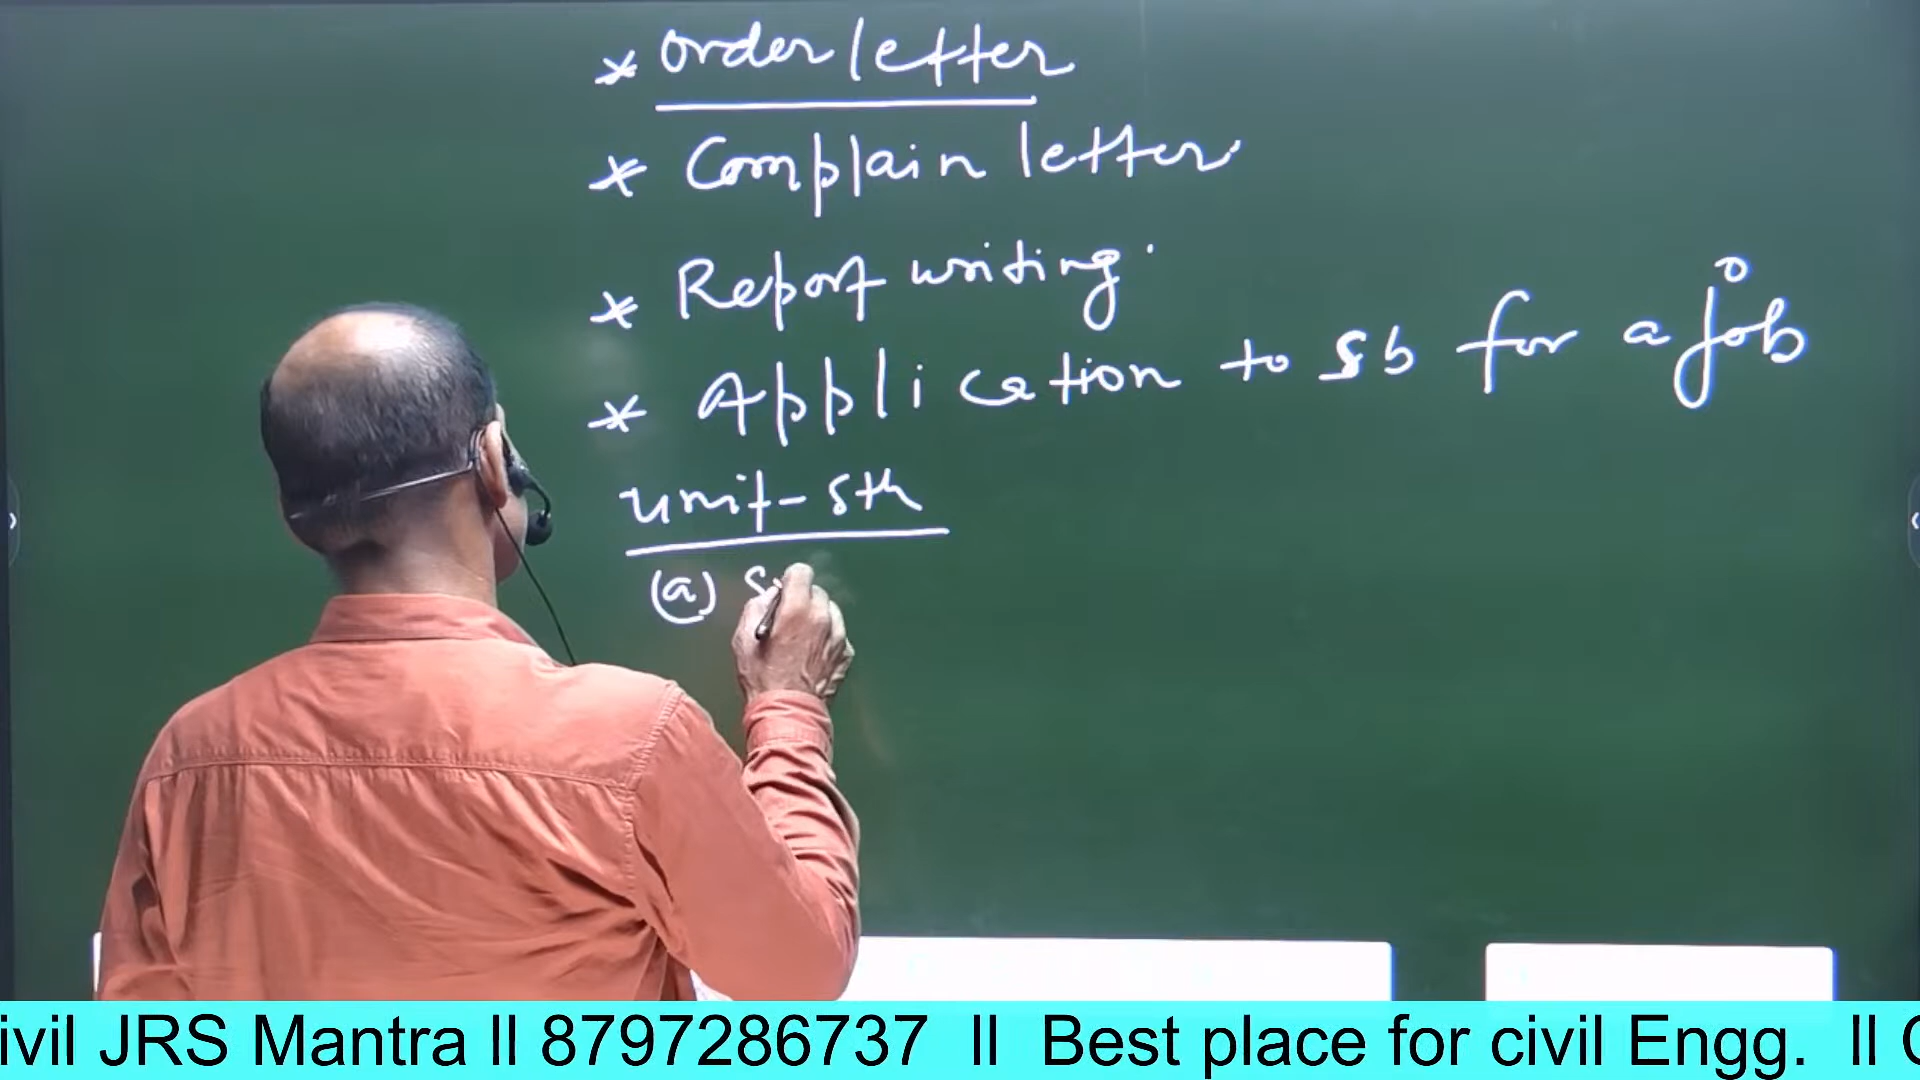 * Order letter
* Complain letter
* Report writing.
* Application to sb for a job
unit-5th
(a) S
ivil JRS Mantra ll 8797286737 ll Best place for civil Engg. ll C